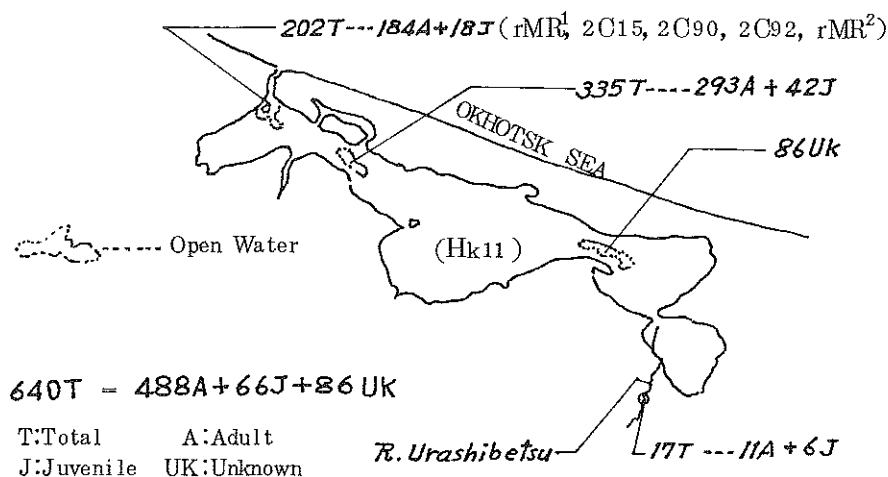 202T---184A+18J (rMR¹, 2C15, 2C90, 2C92, rMR²)
335T----293A + 42J
OKHOTSK SEA
86UK
Open Water
(Hk11)
640T = 488A+66J+86 UK
T:Total A:Adult
J:Juvenile UK:Unknown
R.Urashibetsu
17T ---11A+6J